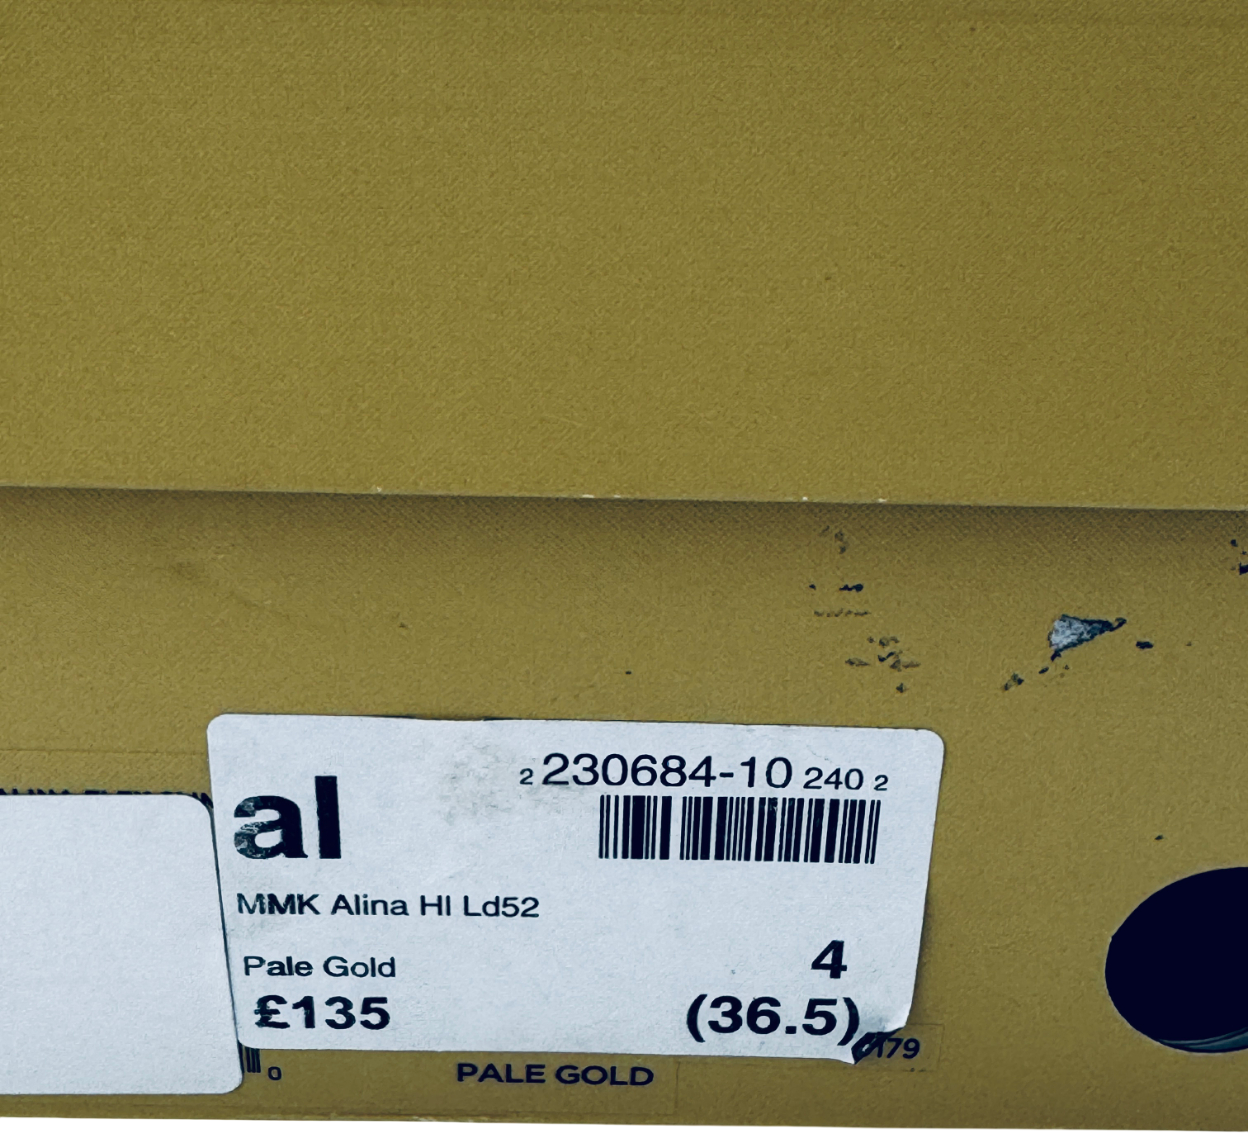 2 230684-10 240 2
al
MMK Alina HI Ld52
Pale Gold
4
£135
(36.5)
0
PALE GOLD